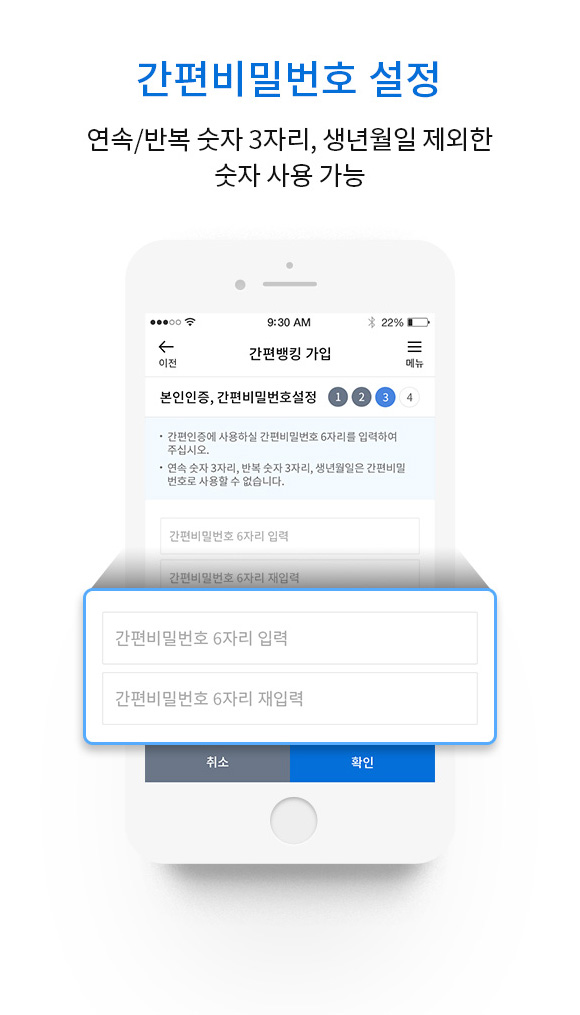 간편비밀번호 설정
연속/반복 숫자 3자리, 생년월일 제외한
숫자 사용 가능
9:30 AM
22%
이전
간편뱅킹 가입
메뉴
본인인증, 간편비밀번호설정 1 2 3 4
• 간편인증에 사용하실 간편비밀번호 6자리를 입력하여
주십시오.
• 연속 숫자 3자리, 반복 숫자 3자리, 생년월일은 간편비밀
번호로 사용할 수 없습니다.
간편비밀번호 6자리 입력
간편비밀번호 6자리 재입력
간편비밀번호 6자리 입력
간편비밀번호 6자리 재입력
취소
확인